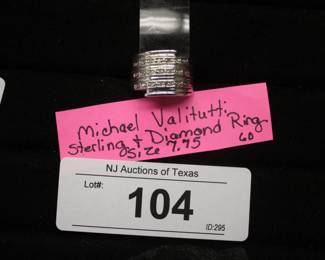 Michael Valitutti
Sterling + Diamond Ring
Size 7.75 60
NJ Auctions of Texas
Lot#:
104
ID:295